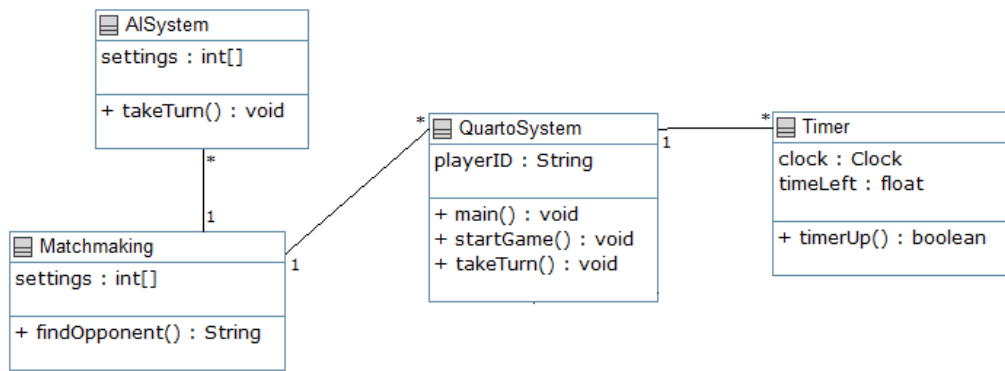 AISystem
settings : int[]
+ takeTurn() : void
*
1
Matchmaking
settings : int[]
+ findOpponent() : String
1
*
QuartoSystem
playerID : String
+ main() : void
+ startGame() : void
+ takeTurn() : void
1
*
Timer
clock : Clock
timeLeft : float
+ timerUp() : boolean